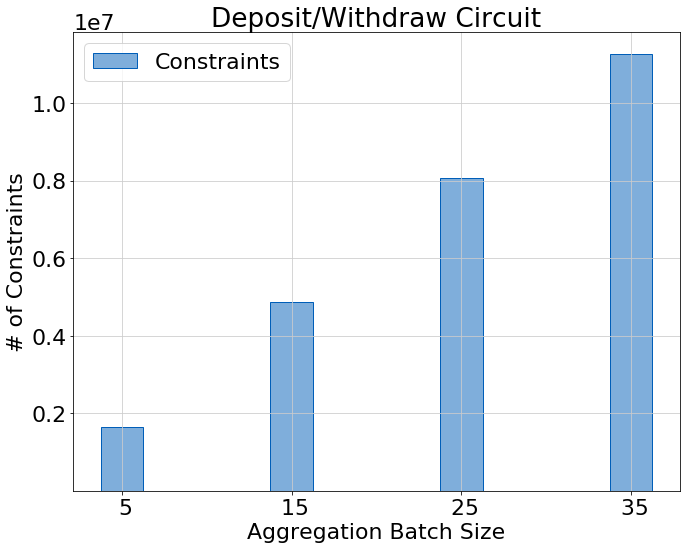 Deposit/Withdraw Circuit
1e7
Constraints
1.0
0.8
0.6
0.4
0.2
# of Constraints
5 15 25 35
Aggregation Batch Size